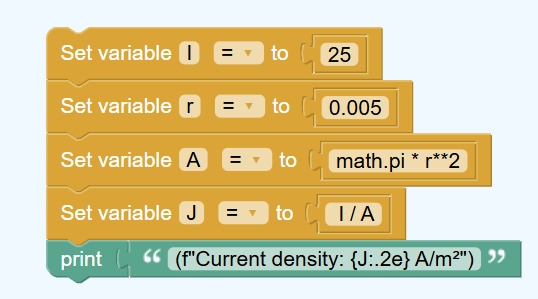 Set variable I = to 25
Set variable r = to 0.005
Set variable A = to math.pi * r**2
Set variable J = to I / A
print “ (f"Current density: {J:.2e} A/m²") ”